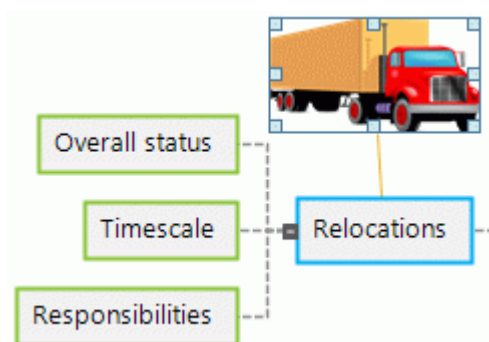 Overall status
Timescale
Relocations
Responsibilities